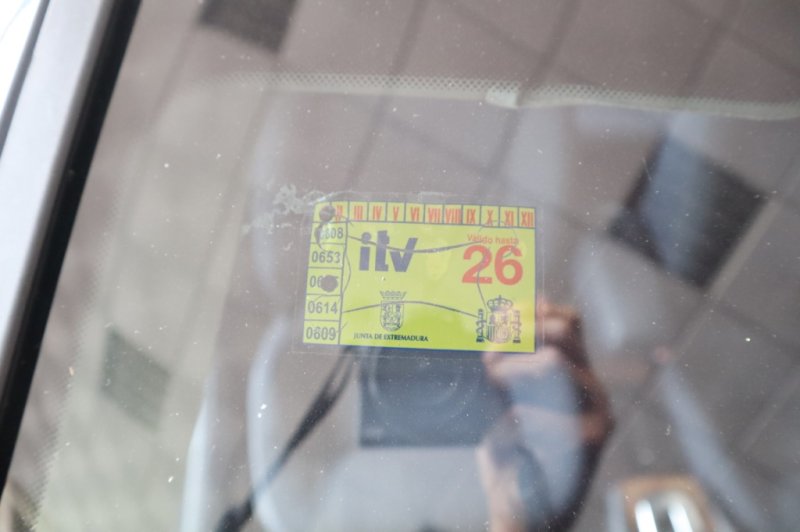 II III IV V VI VII VIII IX X XI XII
0608
0653
0614
0609
itv
Válido hasta
26
JUNTA DE EXTREMADURA